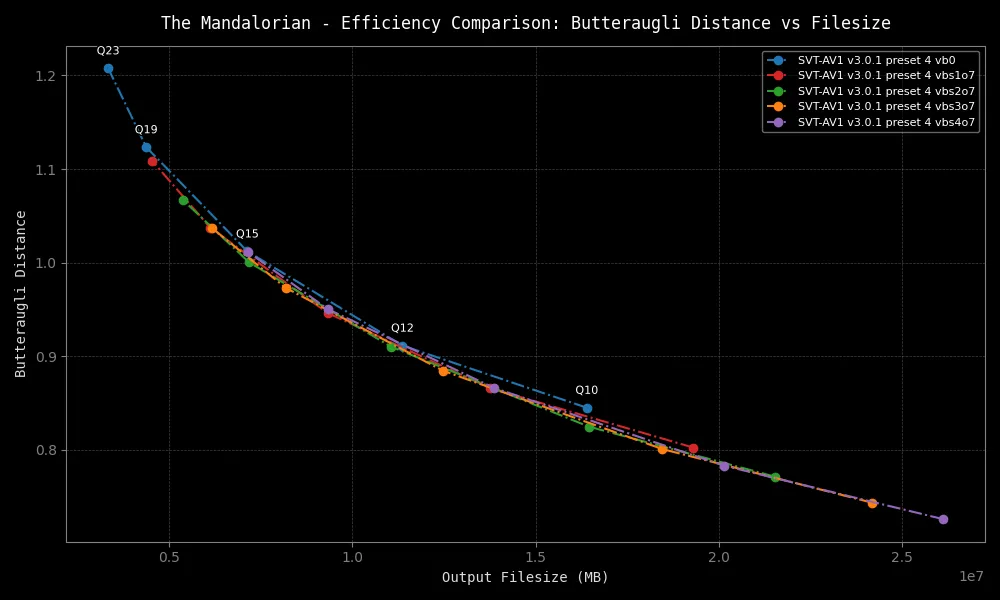 The Mandalorian - Efficiency Comparison: Butteraugli Distance vs Filesize
Q23
Q19
Q15
Q12
Q10
SVT-AV1 v3.0.1 preset 4 vb0
SVT-AV1 v3.0.1 preset 4 vbs1o7
SVT-AV1 v3.0.1 preset 4 vbs2o7
SVT-AV1 v3.0.1 preset 4 vbs3o7
SVT-AV1 v3.0.1 preset 4 vbs4o7
Butteraugli Distance
1.2
1.1
1.0
0.9
0.8
0.5
1.0
1.5
2.0
2.5
1e7
Output Filesize (MB)